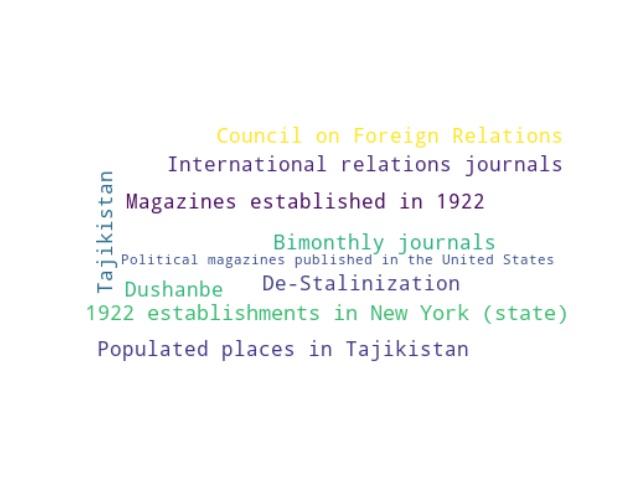 Council on Foreign Relations
International relations journals
Tajikistan
Magazines established in 1922
Bimonthly journals
Political magazines published in the United States
De-Stalinization
Dushanbe
1922 establishments in New York (state)
Populated places in Tajikistan